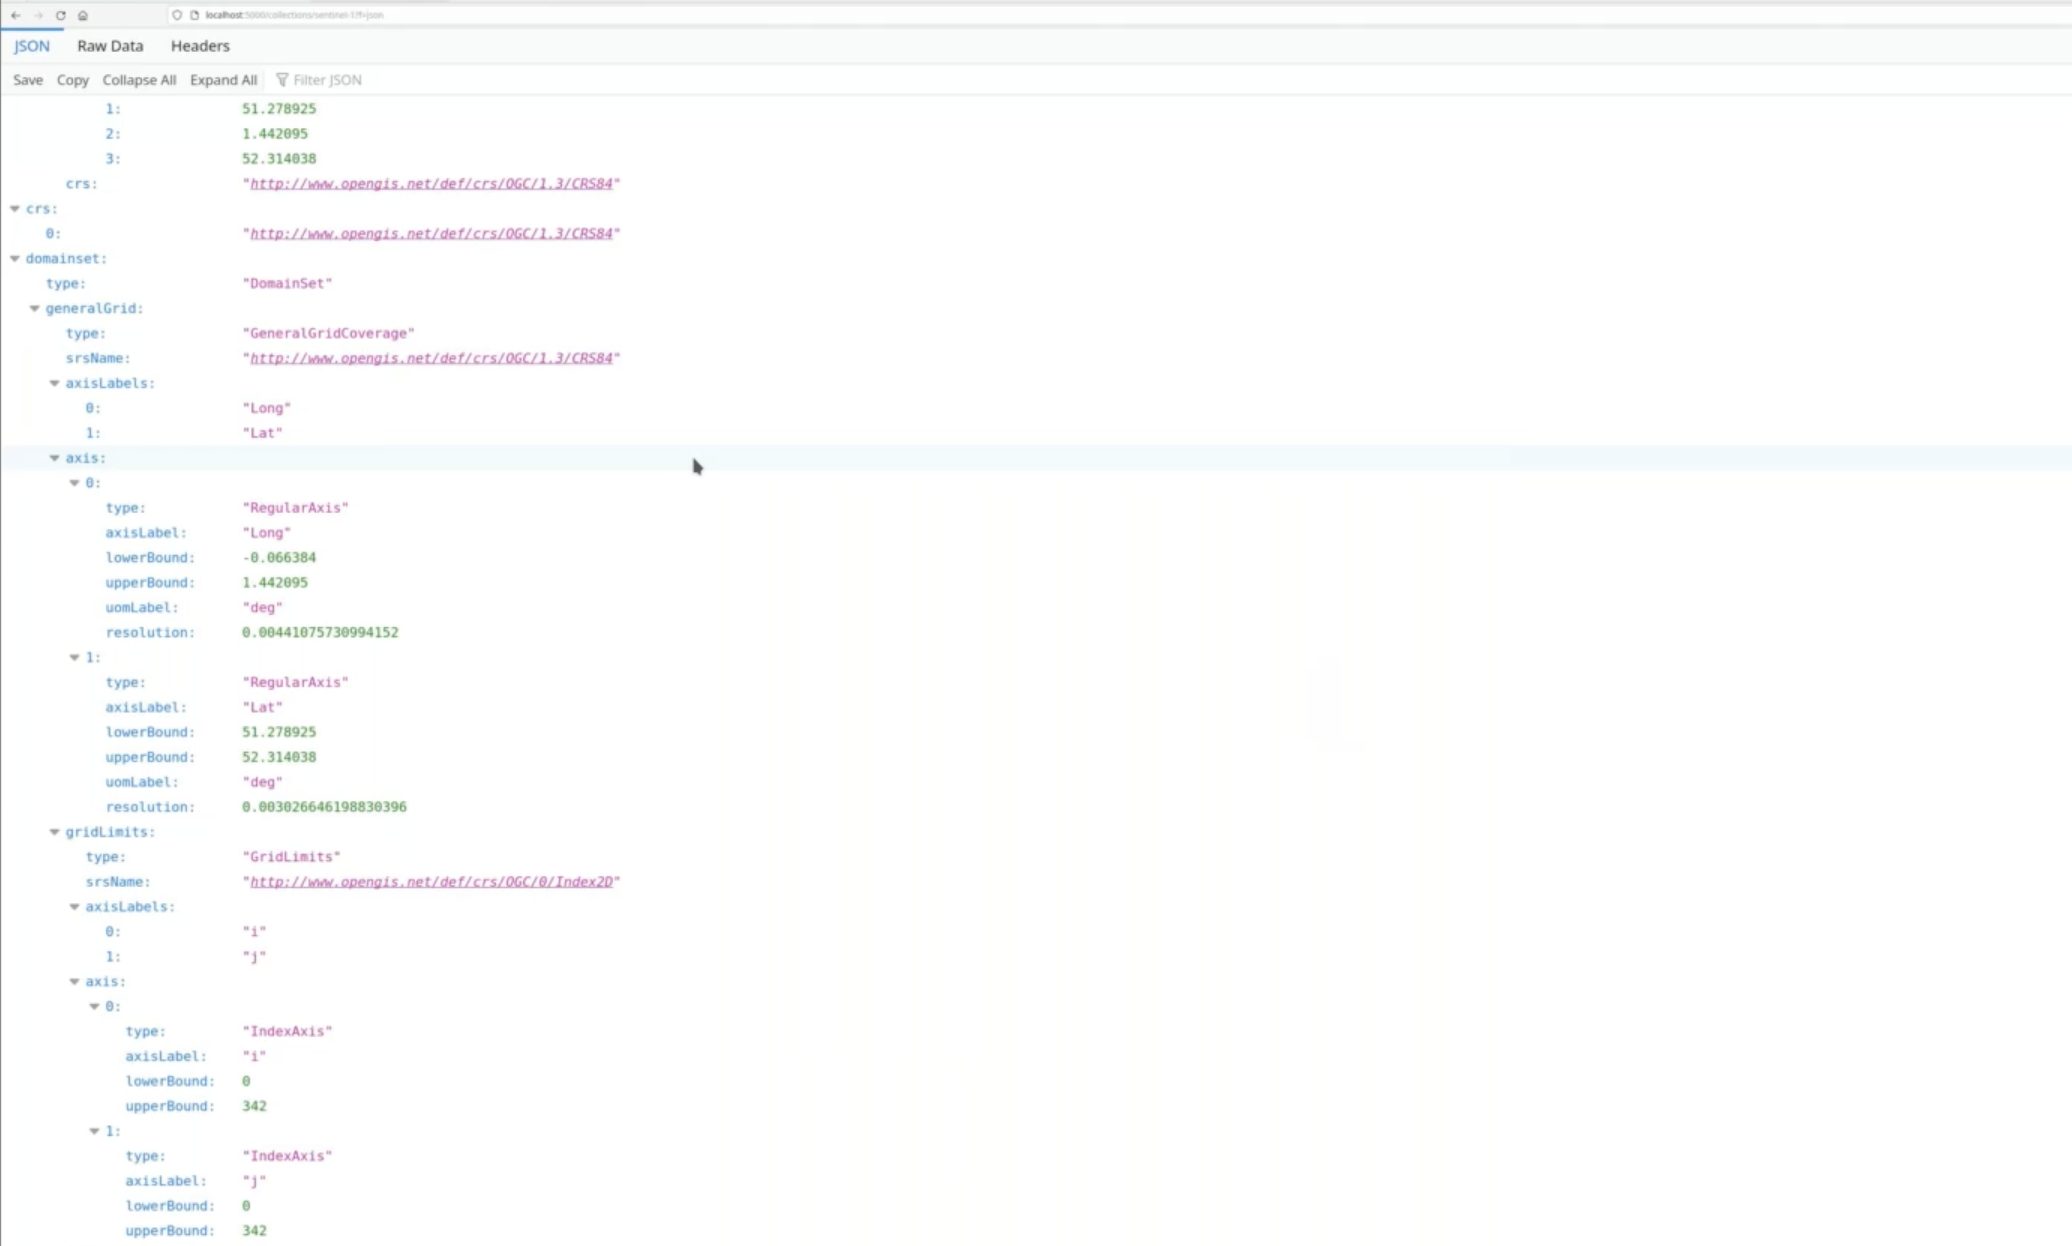 localhost:5000/collections/sentinel-1?f=json
JSON Raw Data Headers
Save Copy Collapse All Expand All Filter JSON
1: 51.278925
2: 1.442095
3: 52.314038
crs: "http://www.opengis.net/def/crs/OGC/1.3/CRS84"
crs:
0: "http://www.opengis.net/def/crs/OGC/1.3/CRS84"
domainset:
type: "DomainSet"
generalGrid:
type: "GeneralGridCoverage"
srsName: "http://www.opengis.net/def/crs/OGC/1.3/CRS84"
axisLabels:
0: "Long"
1: "Lat"
axis:
0:
type: "RegularAxis"
axisLabel: "Long"
lowerBound: -0.066384
upperBound: 1.442095
uomLabel: "deg"
resolution: 0.00441075730994152
1:
type: "RegularAxis"
axisLabel: "Lat"
lowerBound: 51.278925
upperBound: 52.314038
uomLabel: "deg"
resolution: 0.0030266461988304​96
gridLimits:
type: "GridLimits"
srsName: "http://www.opengis.net/def/crs/OGC/0/Index2D"
axisLabels:
0: "i"
1: "j"
axis:
0:
type: "IndexAxis"
axisLabel: "i"
lowerBound: 0
upperBound: 342
1:
type: "IndexAxis"
axisLabel: "j"
lowerBound: 0
upperBound: 342